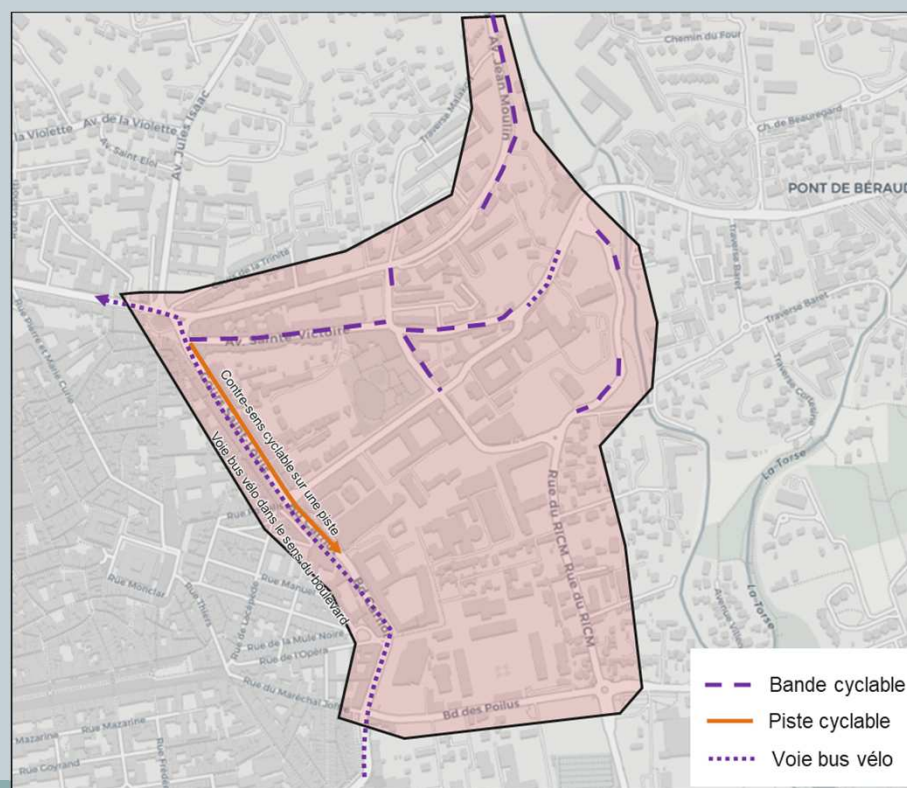 Chemin du Four
Av. Jean Moulin
la Violette
Av. de la Violette
Av. Saint Eloi
Av. Jules Isaac
Ch. de Beauregard
PONT DE BÉRAUD
Traverse Baret
Traverse Baret
de la Trinité
Rue Pierre et Marie Curie
Av. Sainte Victoire
Contre-sens cyclable sur une piste
Voie bus vélo dans le sens du boulevard
La Torse
Rue du RICM
Rue du RICM
La Torse
Rue Monclar
Rue Thiers
Rue de Lacépède
Rue Manuel
Rue de la Mule Noire
Rue de l'Opéra
Rue du Maréchal Joffre
Bd des Poilus
Rue Mazarine
Mazarina
Rue Goyrand
Bande cyclable
Piste cyclable
Voie bus vélo